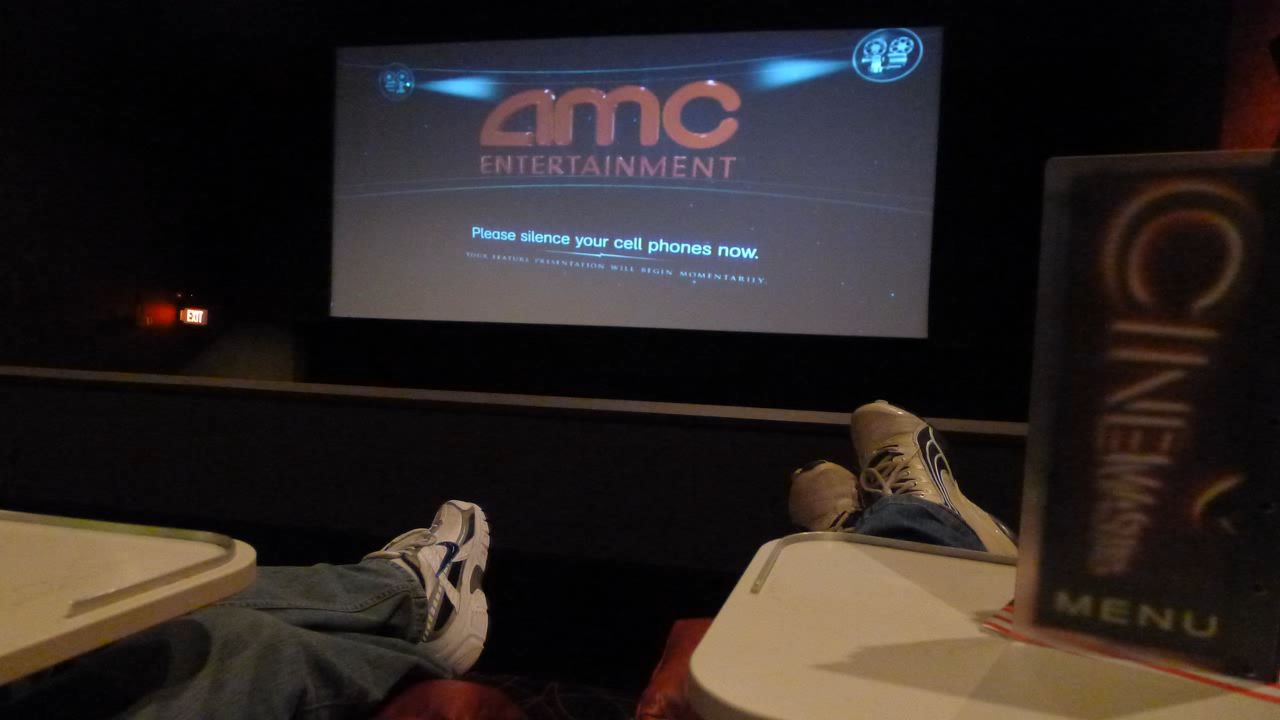 amc
ENTERTAINMENT
Please silence your cell phones now.
YOUR FEATURE PRESENTATION WILL BEGIN MOMENTARILY.
EXIT
CINEMA
MENU